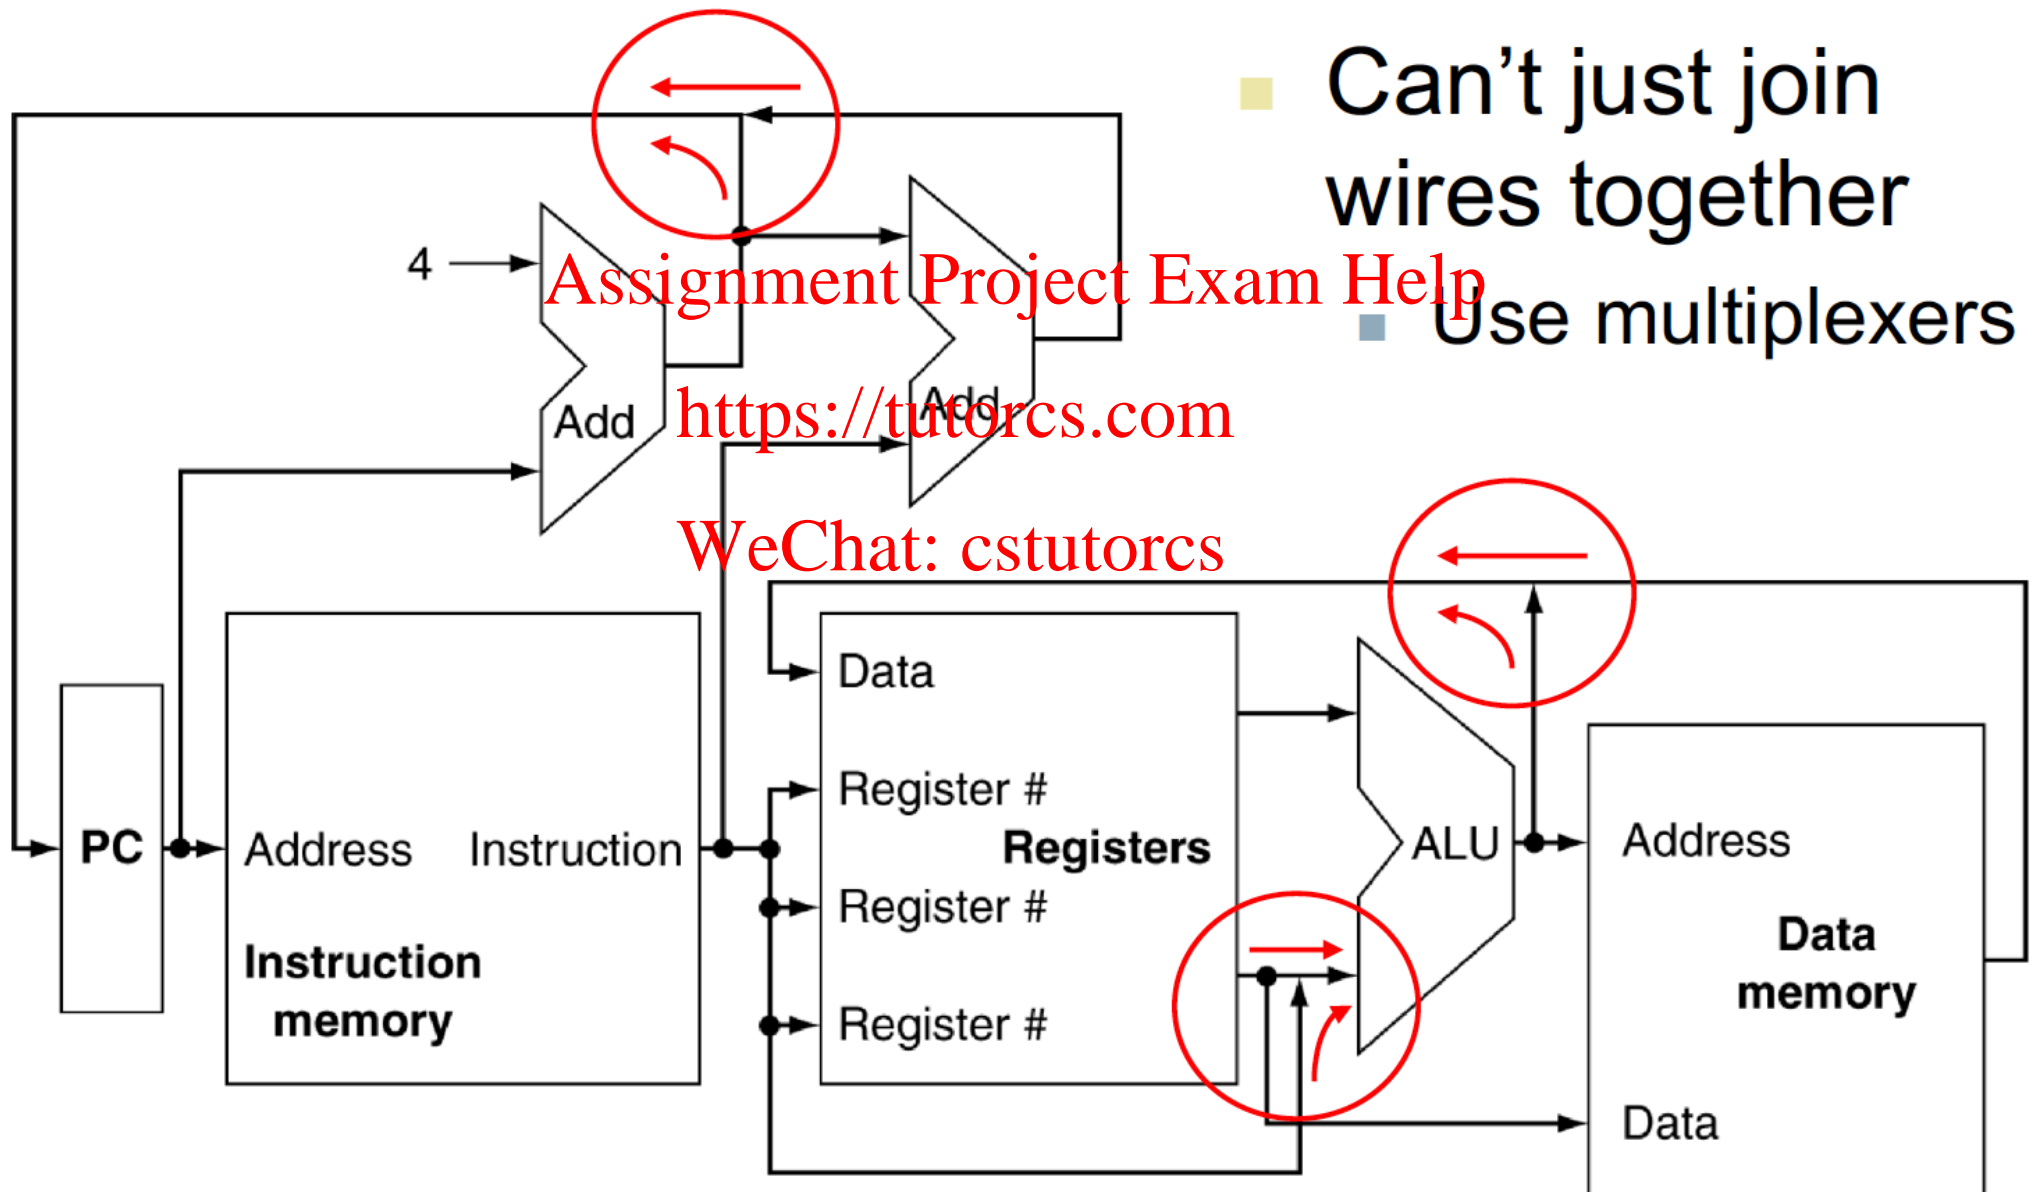 Can't just join
wires together
Use multiplexers
4
Add
Add
Assignment Project Exam Help
https://tutorcs.com
WeChat: cstutorcs
PC
Address
Instruction
Instruction
memory
Data
Register #
Registers
Register #
Register #
ALU
Address
Data
memory
Data